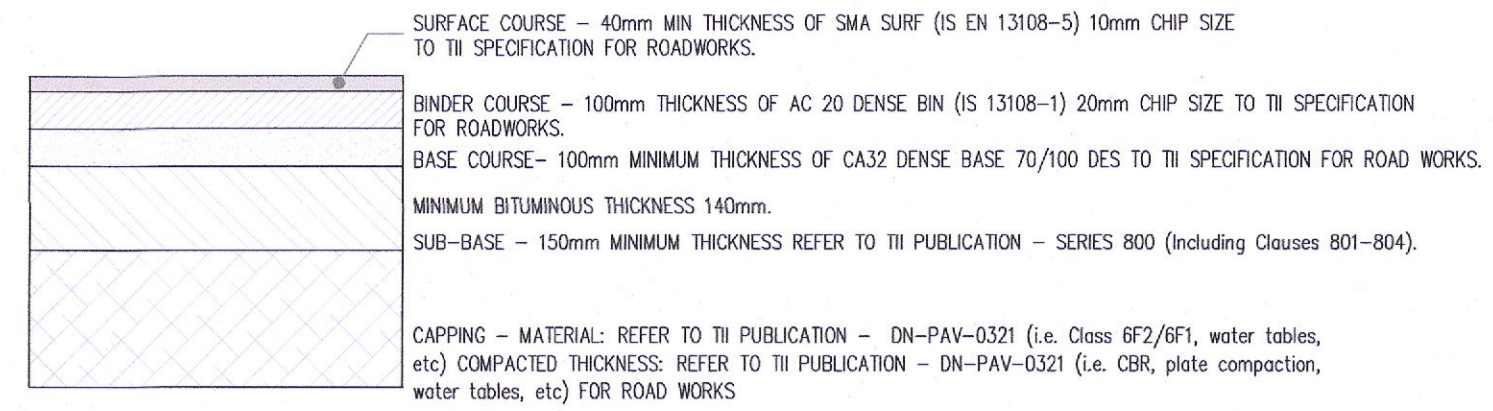 SURFACE COURSE – 40mm MIN THICKNESS OF SMA SURF (IS EN 13108-5) 10mm CHIP SIZE
TO TII SPECIFICATION FOR ROADWORKS.
BINDER COURSE – 100mm THICKNESS OF AC 20 DENSE BIN (IS 13108-1) 20mm CHIP SIZE TO TII SPECIFICATION
FOR ROADWORKS.
BASE COURSE– 100mm MINIMUM THICKNESS OF CA32 DENSE BASE 70/100 DES TO TII SPECIFICATION FOR ROAD WORKS.
MINIMUM BITUMINOUS THICKNESS 140mm.
SUB-BASE – 150mm MINIMUM THICKNESS REFER TO TII PUBLICATION – SERIES 800 (Including Clauses 801-804).
CAPPING – MATERIAL: REFER TO TII PUBLICATION – DN-PAV-0321 (i.e. Class 6F2/6F1, water tables,
etc) COMPACTED THICKNESS: REFER TO TII PUBLICATION – DN-PAV-0321 (i.e. CBR, plate compaction,
water tables, etc) FOR ROAD WORKS